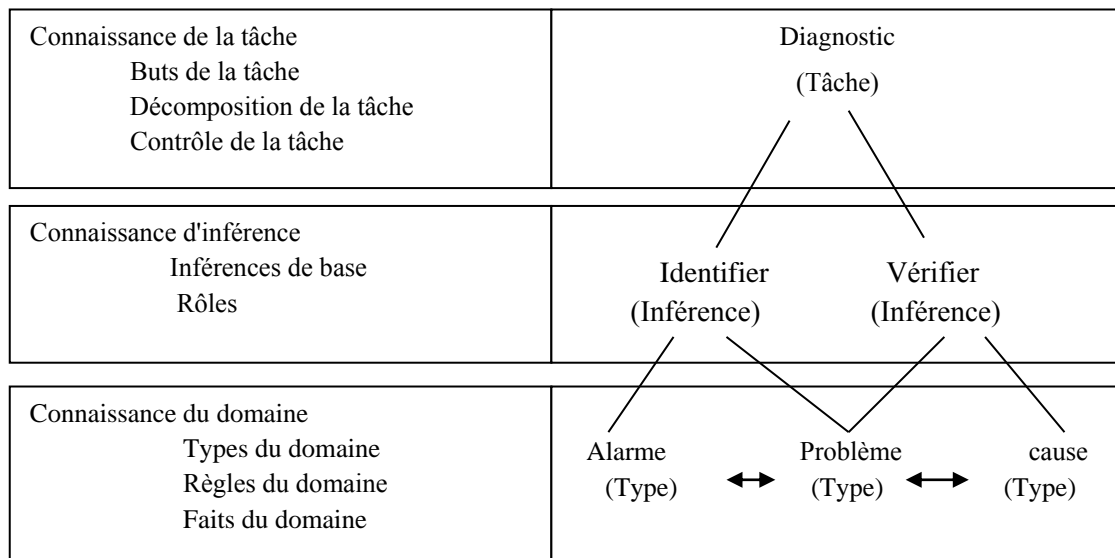 Connaissance de la tâche
Buts de la tâche
Décomposition de la tâche
Contrôle de la tâche
Diagnostic
(Tâche)
Connaissance d'inférence
Inférences de base
Rôles
Identifier Vérifier
(Inférence) (Inférence)
Connaissance du domaine
Types du domaine
Règles du domaine
Faits du domaine
Alarme Problème cause
(Type) (Type) (Type)